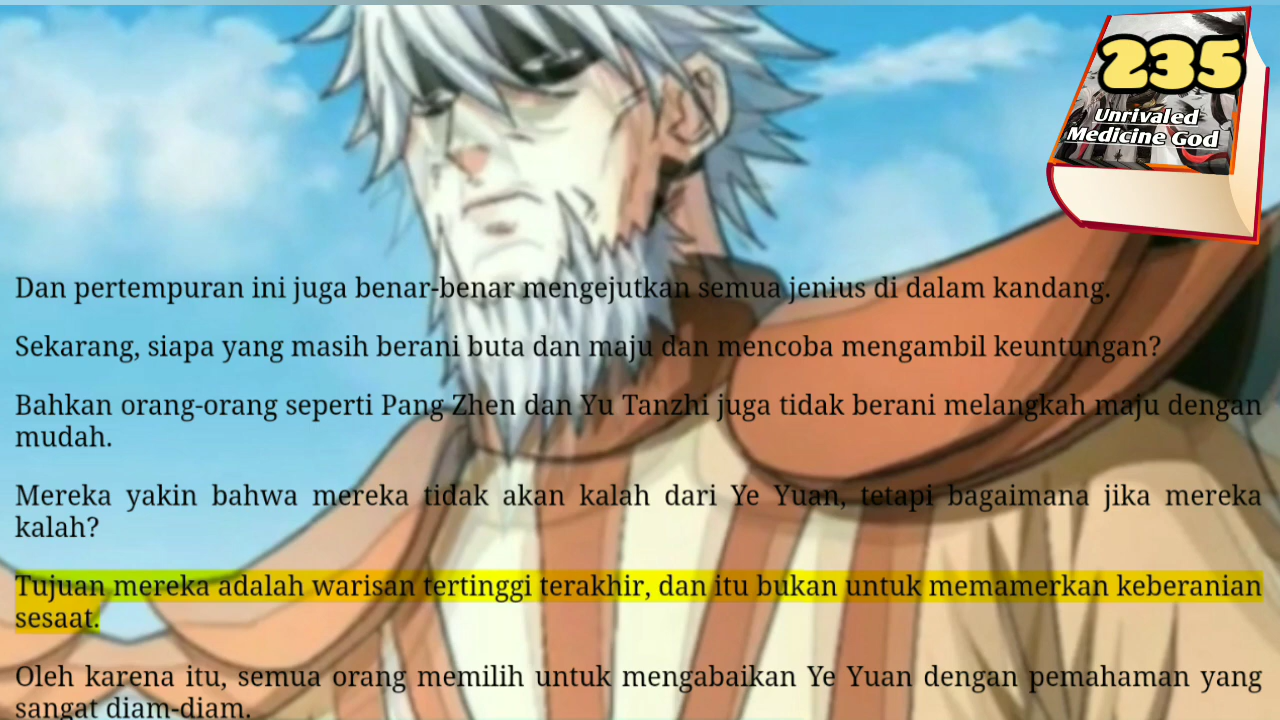 235
Unrivaled
Medicine God
Dan pertempuran ini juga benar-benar mengejutkan semua jenius di dalam kandang.
Sekarang, siapa yang masih berani buta dan maju dan mencoba mengambil keuntungan?
Bahkan orang-orang seperti Pang Zhen dan Yu Tanzhi juga tidak berani melangkah maju dengan
mudah.
Mereka yakin bahwa mereka tidak akan kalah dari Ye Yuan, tetapi bagaimana jika mereka
kalah?
Tujuan mereka adalah warisan tertinggi terakhir, dan itu bukan untuk memamerkan keberanian
sesaat.
Oleh karena itu, semua orang memilih untuk mengabaikan Ye Yuan dengan pemahaman yang
sangat diam-diam.